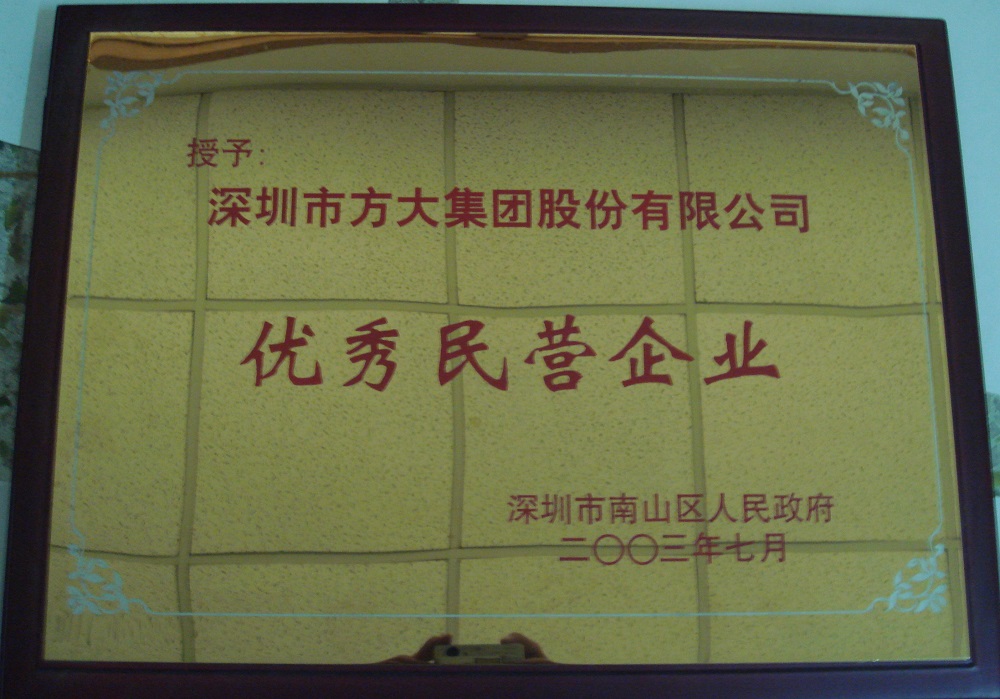 授予:
深圳市方大集团股份有限公司
优秀民营企业
深圳市南山区人民政府
二〇〇三年七月